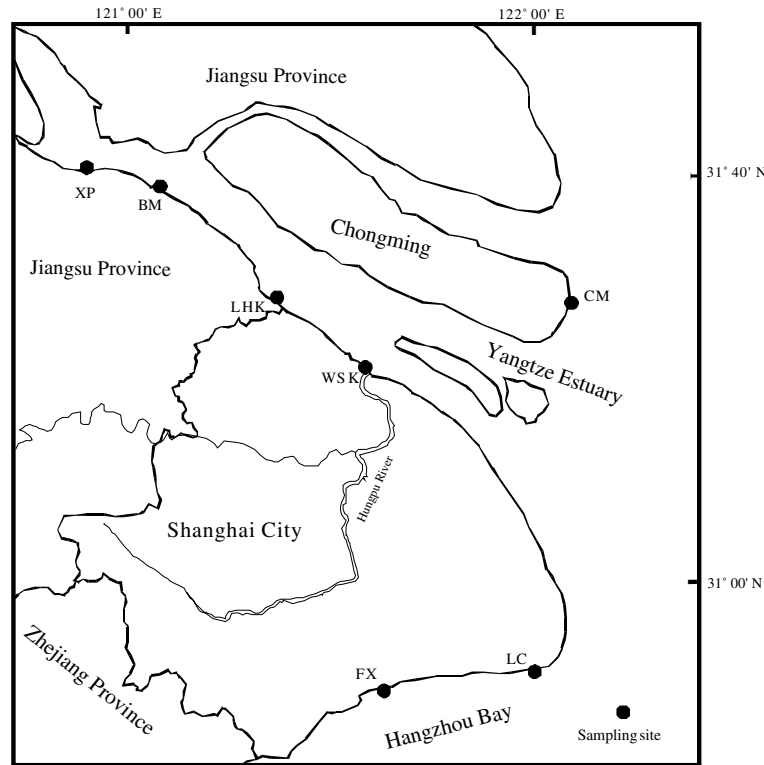 121° 00' E
122° 00' E
Jiangsu Province
31° 40' N
XP
BM
Chongming
Jiangsu Province
CM
LHK
Yangtze Estuary
WSK
Hungpu River
Shanghai City
31° 00' N
Zhejiang Province
LC
FX
Hangzhou Bay
Sampling site